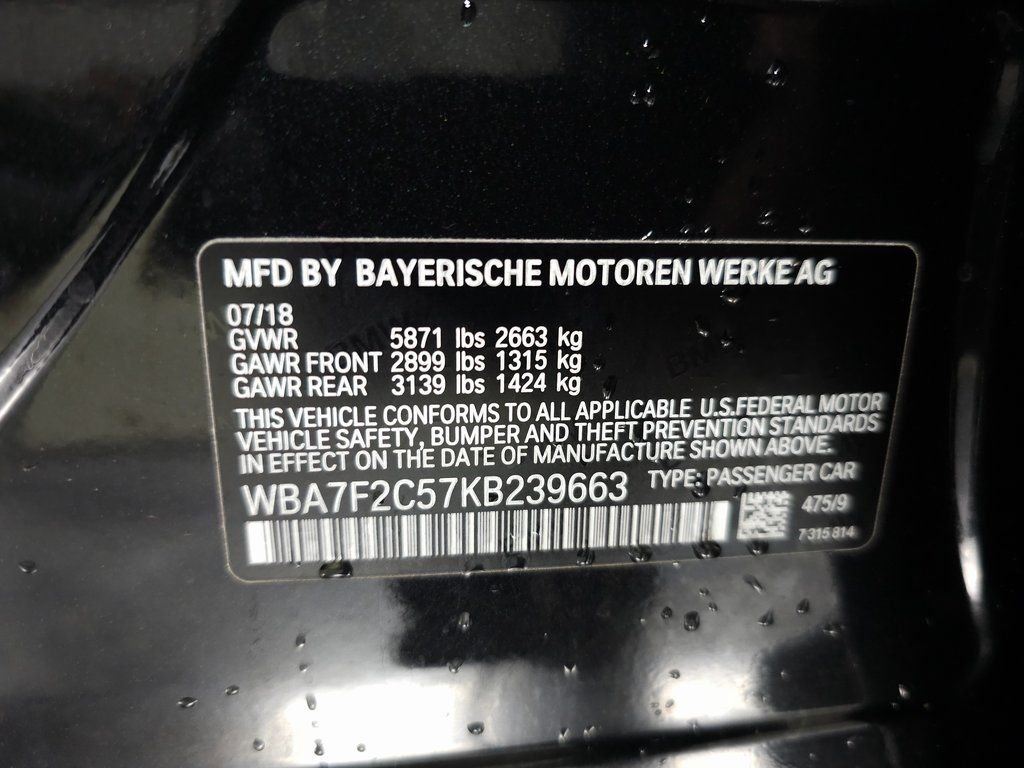 MFD BY BAYERISCHE MOTOREN WERKE AG
07/18
GVWR 5871 lbs 2663 kg
GAWR FRONT 2899 lbs 1315 kg
GAWR REAR 3139 lbs 1424 kg
THIS VEHICLE CONFORMS TO ALL APPLICABLE U.S.FEDERAL MOTOR
VEHICLE SAFETY, BUMPER AND THEFT PREVENTION STANDARDS
IN EFFECT ON THE DATE OF MANUFACTURE SHOWN ABOVE.
WBA7F2C57KB239663 TYPE: PASSENGER CAR
475/9
7 315 814